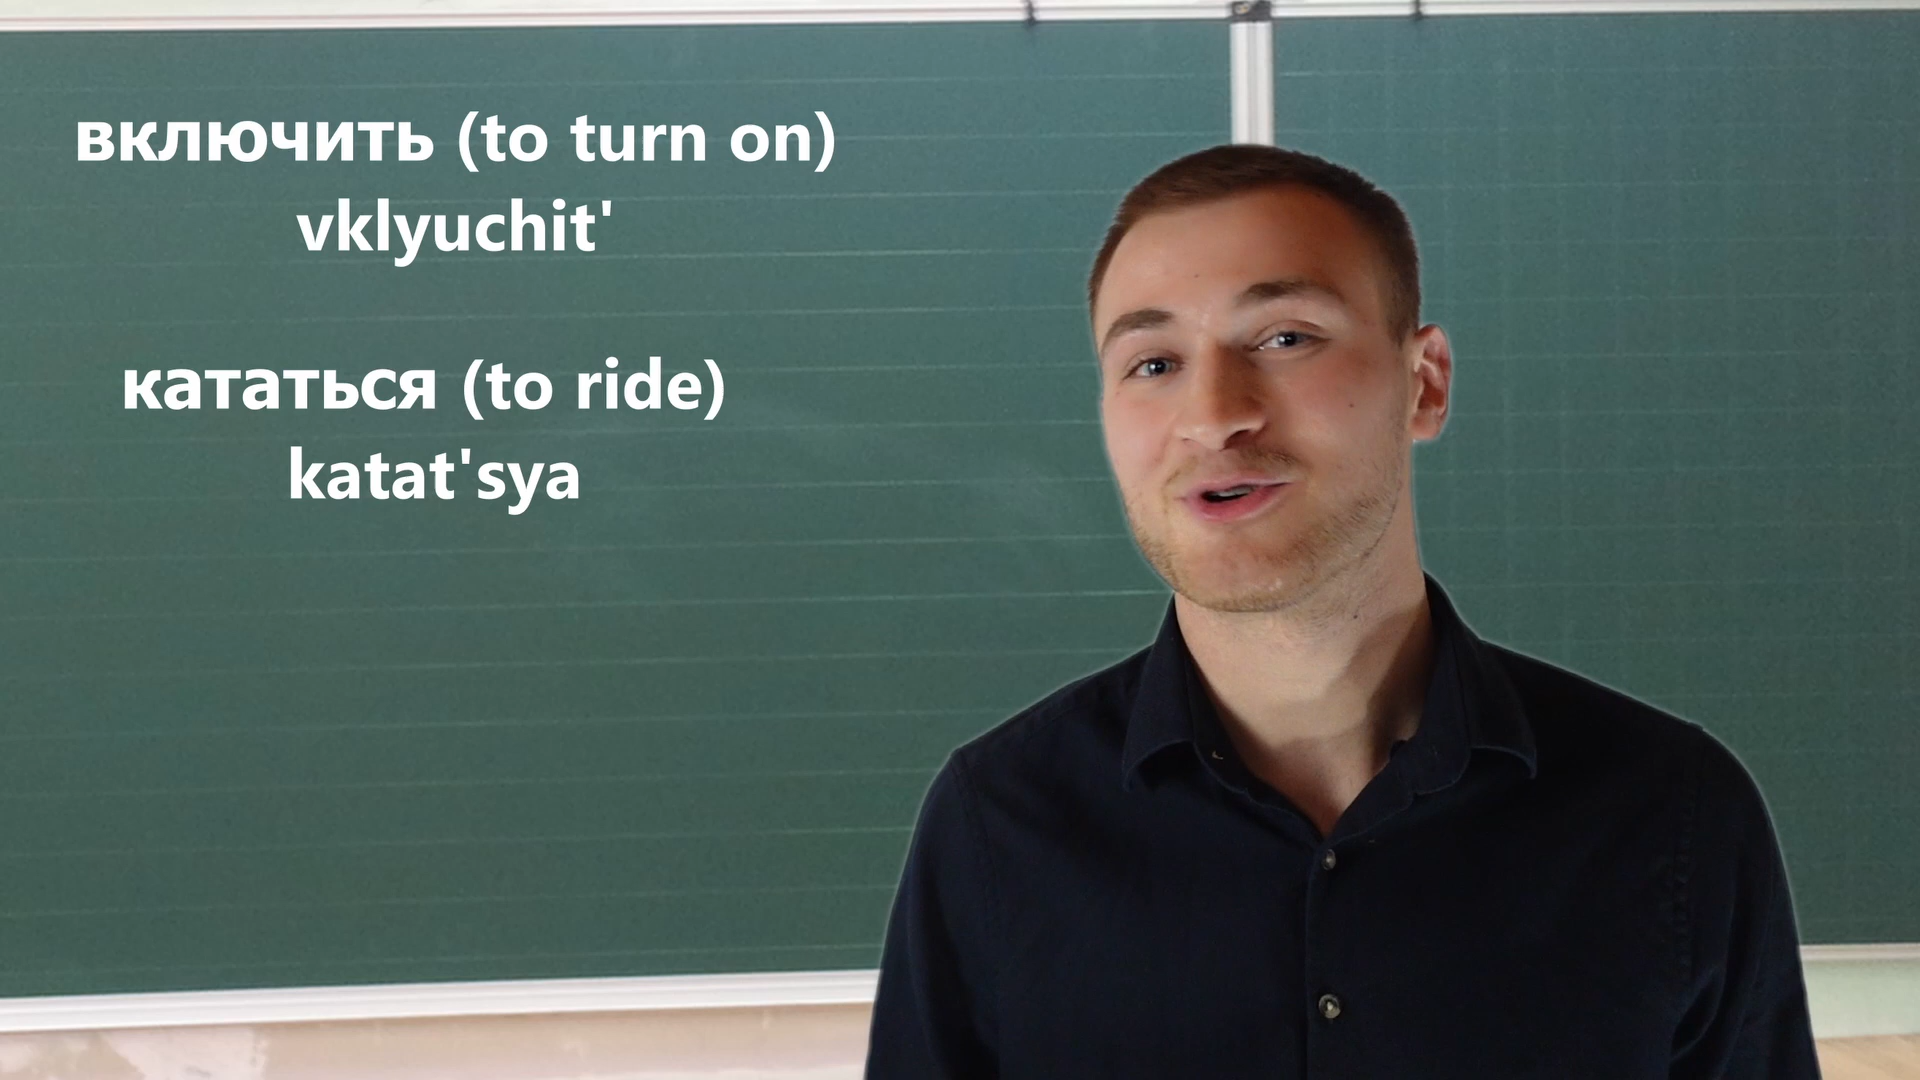 включить (to turn on)
vklyuchit'
кататься (to ride)
katat'sya